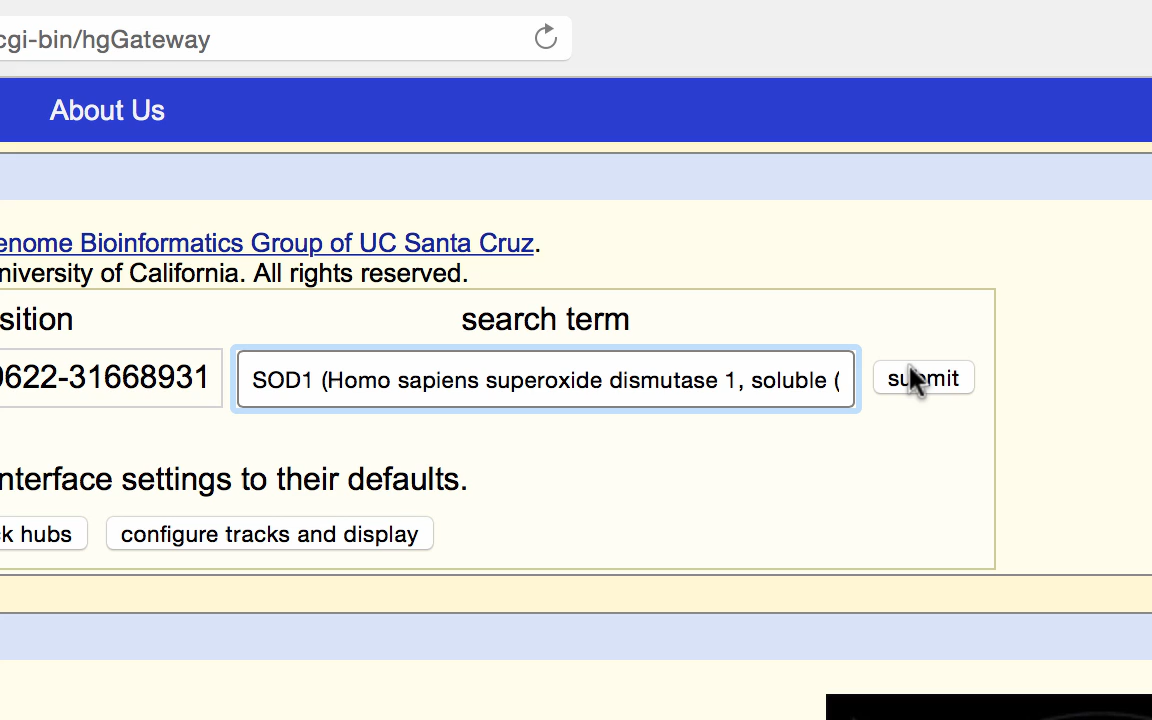 cgi-bin/hgGateway
About Us
enome Bioinformatics Group of UC Santa Cruz.
niversity of California. All rights reserved.
sition search term
0622-31668931 SOD1 (Homo sapiens superoxide dismutase 1, soluble ( submit
nterface settings to their defaults.
ck hubs configure tracks and display